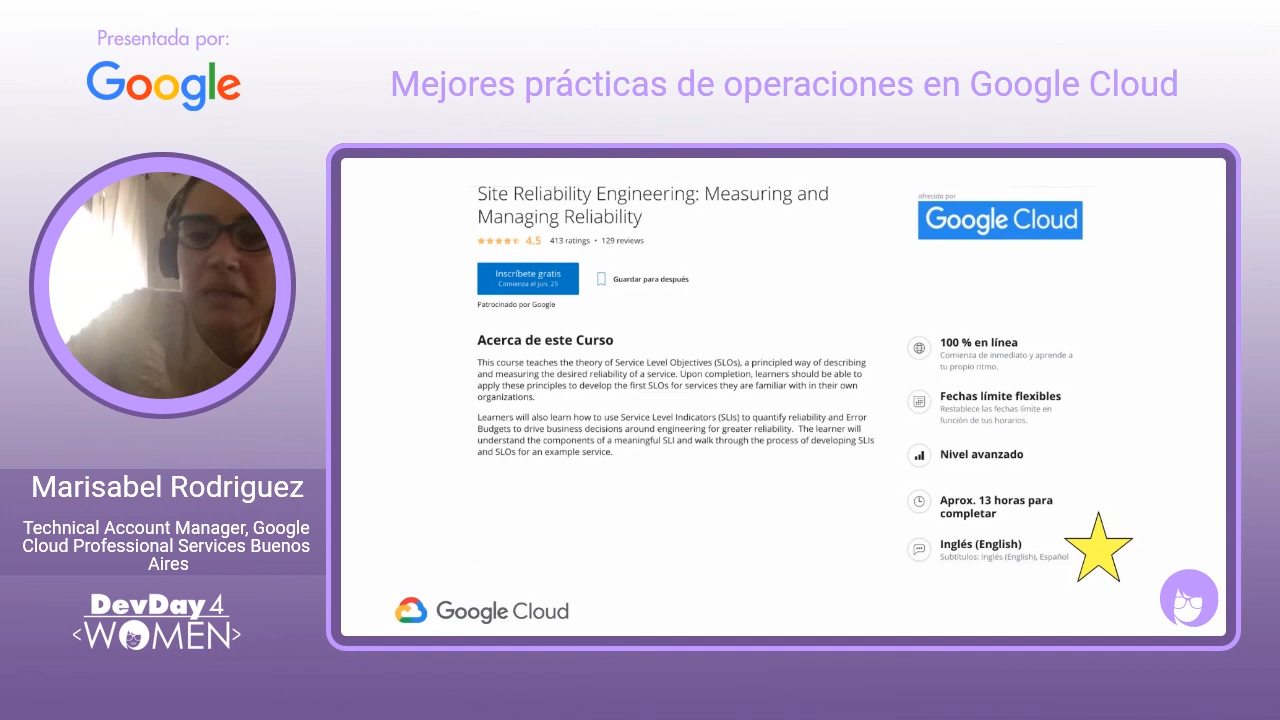 Presentada por:
Google
Mejores prácticas de operaciones en Google Cloud
Site Reliability Engineering: Measuring and
Managing Reliability
4.5 413 ratings • 129 reviews
Inscríbete gratis
Comienza el jun. 25
Guardar para después
Patrocinado por Google
ofrecido por
Google Cloud
Acerca de este Curso
This course teaches the theory of Service Level Objectives (SLOs), a principled way of describing
and measuring the desired reliability of a service. Upon completion, learners should be able to
apply these principles to develop the first SLOs for services they are familiar with in their own
organizations.
Learners will also learn how to use Service Level Indicators (SLIs) to quantify reliability and Error
Budgets to drive business decisions around engineering for greater reliability. The learner will
understand the components of a meaningful SLI and walk through the process of developing SLIs
and SLOs for an example service.
100 % en línea
Comienza de inmediato y aprende a
tu propio ritmo.
Fechas límite flexibles
Restablece las fechas límite en
función de tus horarios.
Nivel avanzado
Aprox. 13 horas para
completar
Inglés (English)
Subtítulos: Inglés (English), Español
Google Cloud
Marisabel Rodriguez
Technical Account Manager, Google
Cloud Professional Services Buenos
Aires
DevDay 4
<WOMEN>